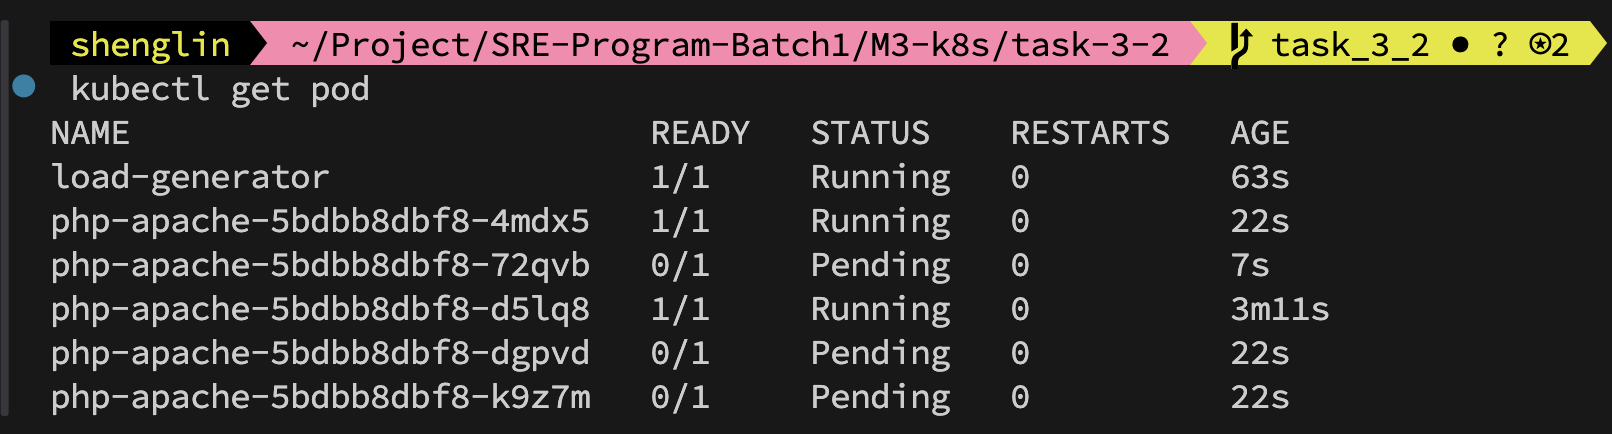 shenglin ~/Project/SRE-Program-Batch1/M3-k8s/task-3-2 task_3_2 ● ? ⍟2
kubectl get pod
NAME READY STATUS RESTARTS AGE
load-generator 1/1 Running 0 63s
php-apache-5bdbb8dbf8-4mdx5 1/1 Running 0 22s
php-apache-5bdbb8dbf8-72qvb 0/1 Pending 0 7s
php-apache-5bdbb8dbf8-d5lq8 1/1 Running 0 3m11s
php-apache-5bdbb8dbf8-dgpvd 0/1 Pending 0 22s
php-apache-5bdbb8dbf8-k9z7m 0/1 Pending 0 22s